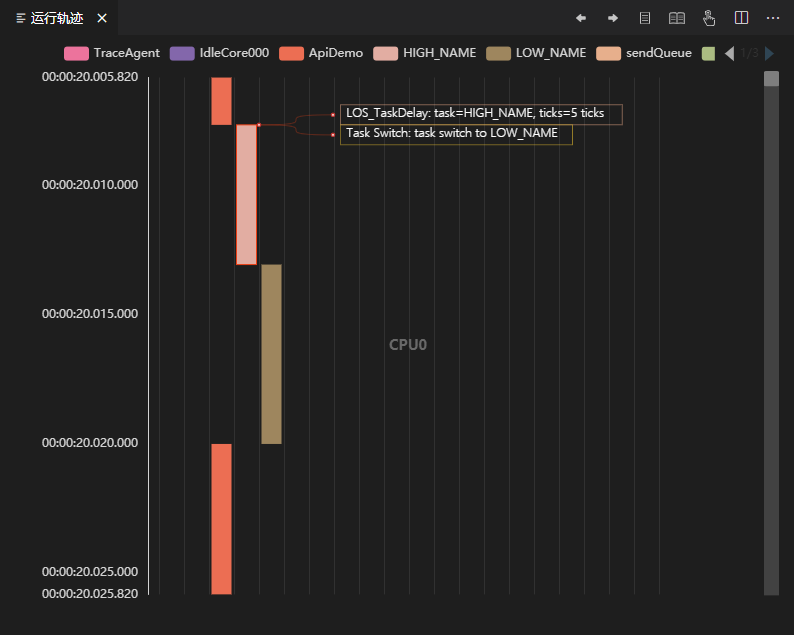 运行轨迹
TraceAgent IdleCore000 ApiDemo HIGH_NAME LOW_NAME sendQueue 1/3
00:00:20.005.820
LOS_TaskDelay: task=HIGH_NAME, ticks=5 ticks
Task Switch: task switch to LOW_NAME
00:00:20.010.000
00:00:20.015.000
CPU0
00:00:20.020.000
00:00:20.025.000
00:00:20.025.820